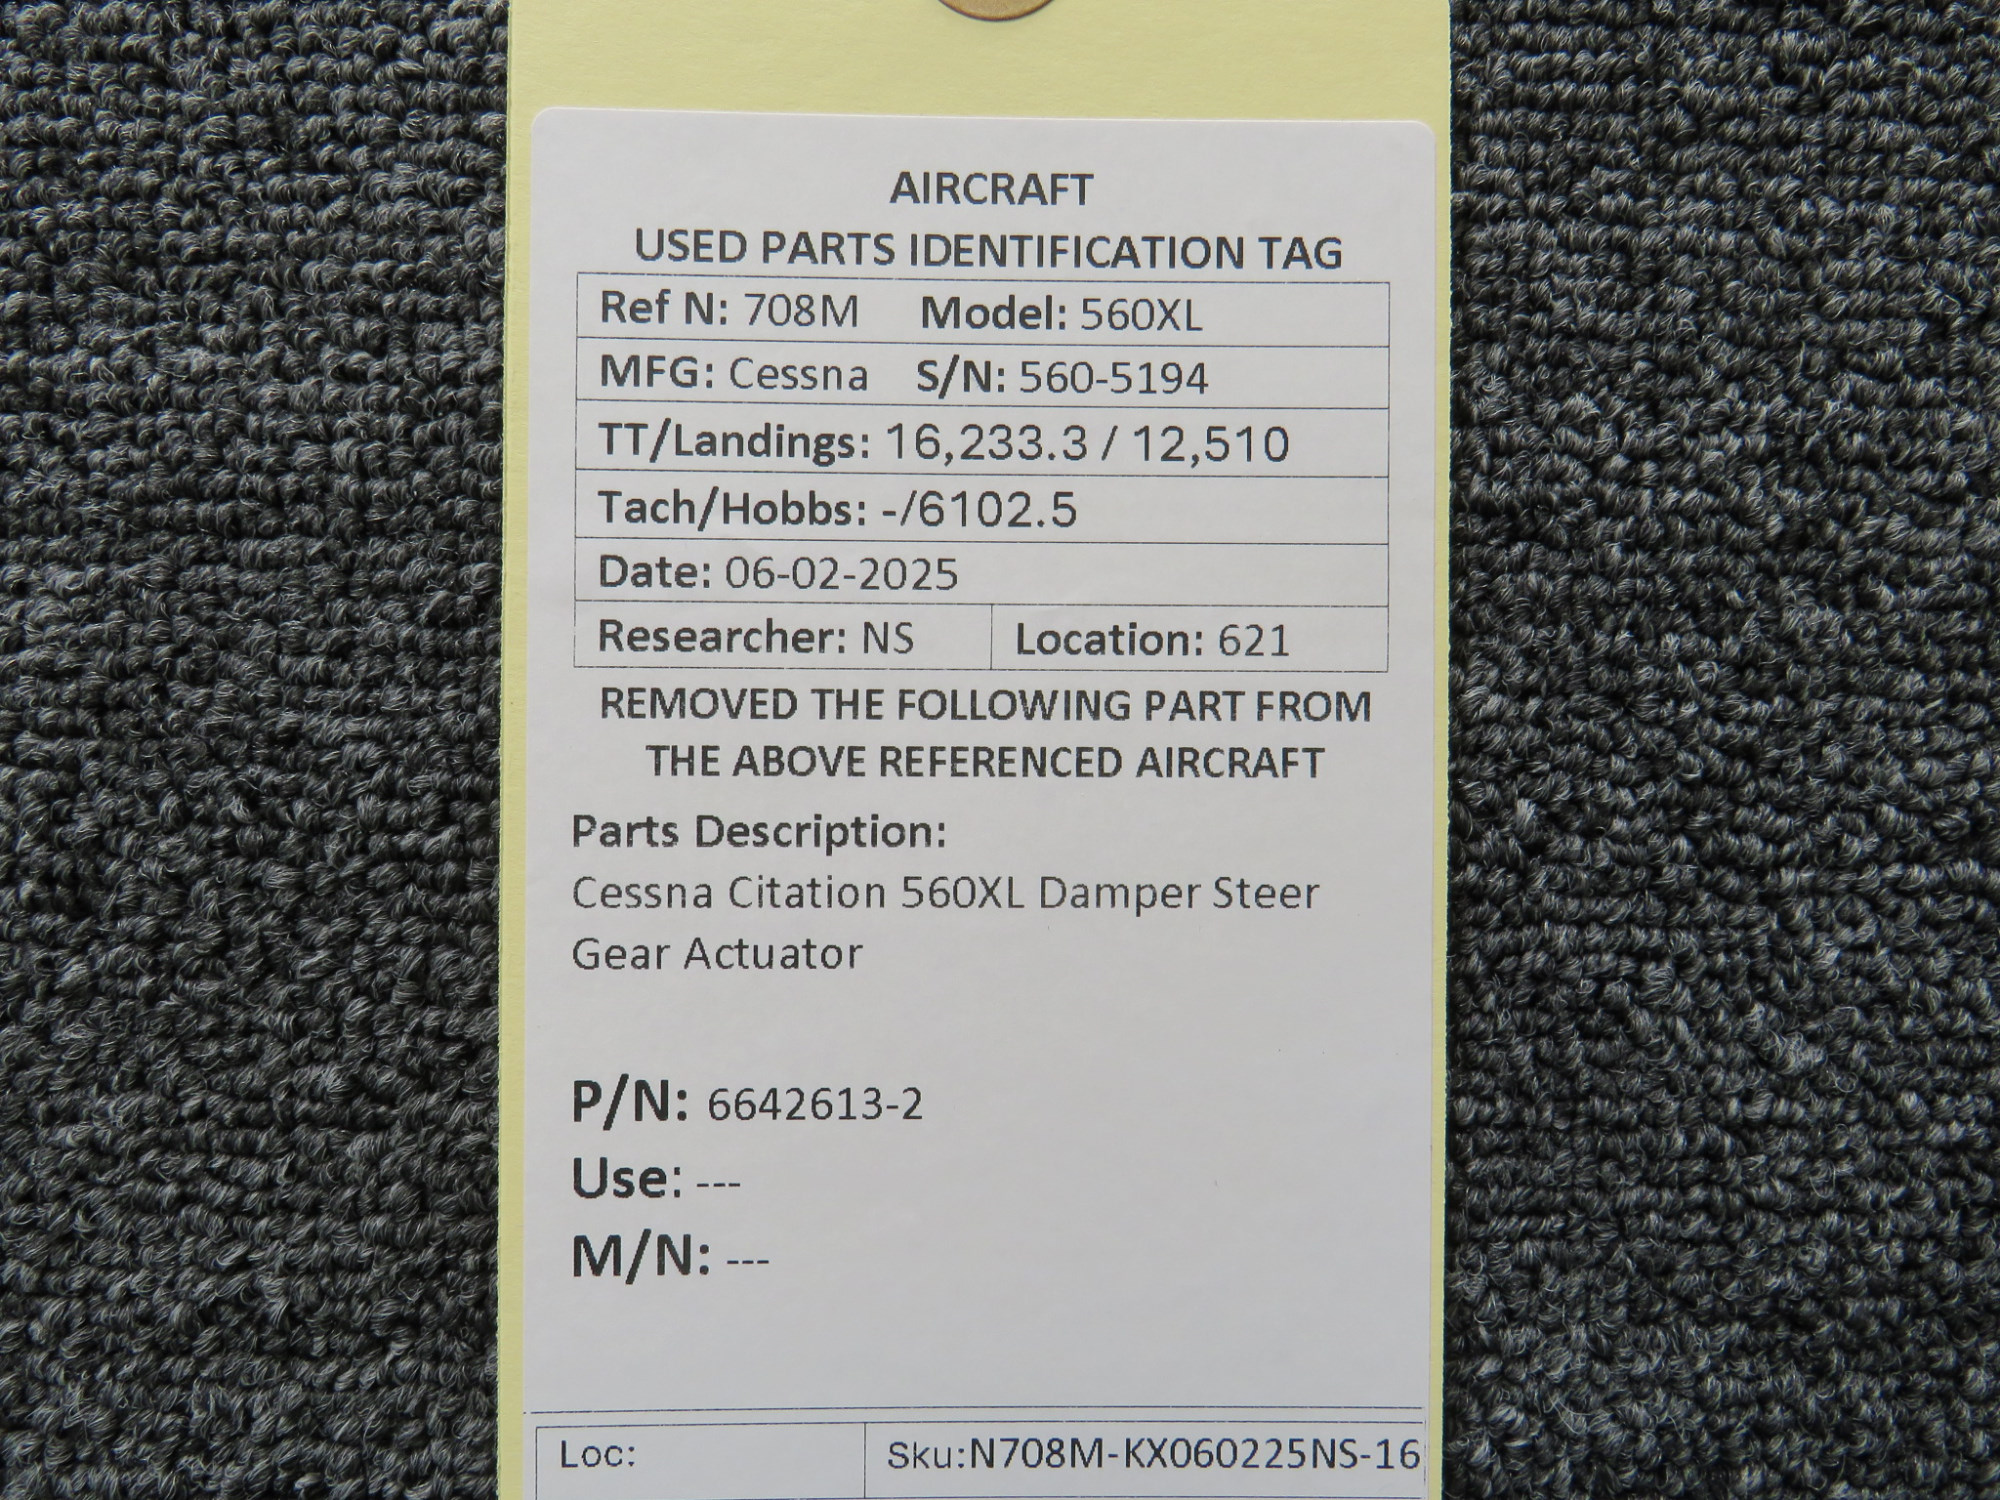 AIRCRAFT
USED PARTS IDENTIFICATION TAG
Ref N: 708M Model: 560XL
MFG: Cessna S/N: 560-5194
TT/Landings: 16,233.3 / 12,510
Tach/Hobbs: -/6102.5
Date: 06-02-2025
Researcher: NS Location: 621
REMOVED THE FOLLOWING PART FROM
THE ABOVE REFERENCED AIRCRAFT
Parts Description:
Cessna Citation 560XL Damper Steer
Gear Actuator
P/N: 6642613-2
Use: ---
M/N: ---
Loc: Sku:N708M-KX060225NS-16